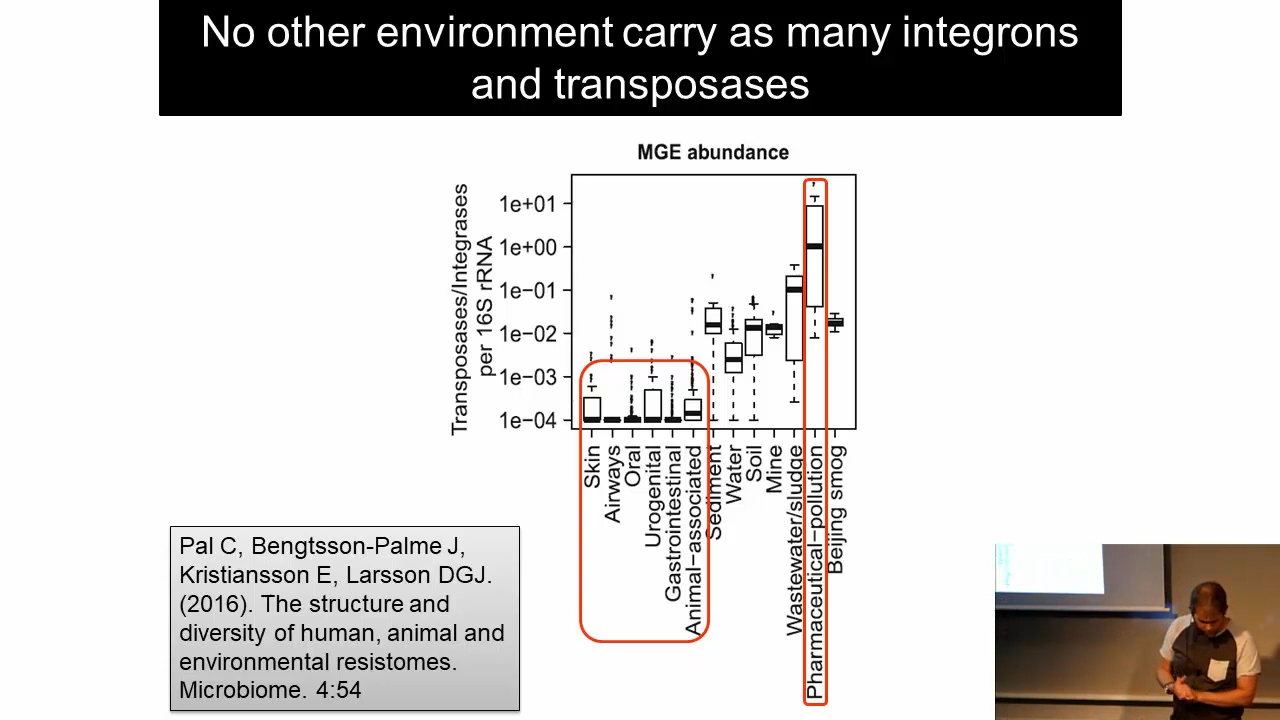 No other environment carry as many integrons
and transposases
MGE abundance
Transposases/Integrases
per 16S rRNA
1e+01
1e+00
1e−01
1e−02
1e−03
1e−04
Skin
Airways
Oral
Urogenital
Gastrointestinal
Animal−associated
Sediment
Water
Soil
Mine
Wastewater/sludge
Pharmaceutical−pollution
Beijing smog
Pal C, Bengtsson-Palme J,
Kristiansson E, Larsson DGJ.
(2016). The structure and
diversity of human, animal and
environmental resistomes.
Microbiome. 4:54